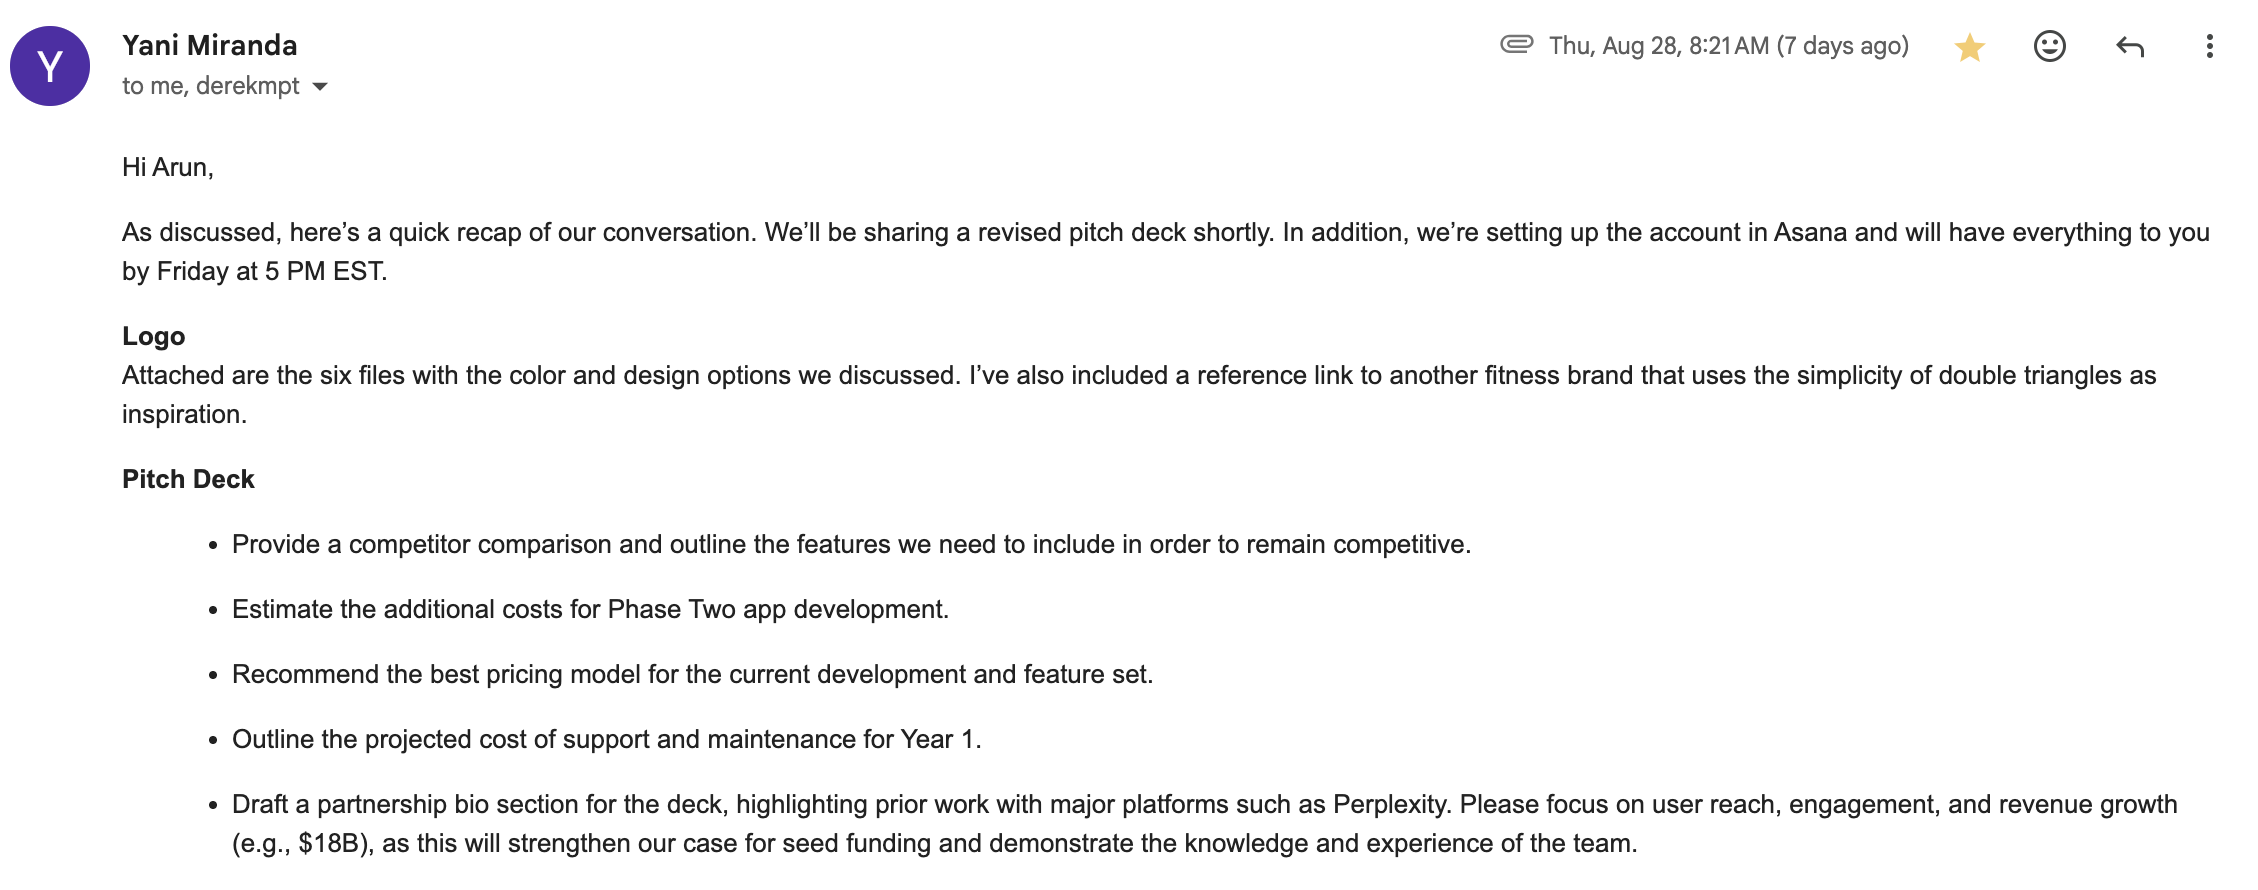 Y
Yani Miranda
Thu, Aug 28, 8:21 AM (7 days ago)
to me, derekmpt
Hi Arun,
As discussed, here’s a quick recap of our conversation. We’ll be sharing a revised pitch deck shortly. In addition, we’re setting up the account in Asana and will have everything to you
by Friday at 5 PM EST.
Logo
Attached are the six files with the color and design options we discussed. I’ve also included a reference link to another fitness brand that uses the simplicity of double triangles as
inspiration.
Pitch Deck
• Provide a competitor comparison and outline the features we need to include in order to remain competitive.
• Estimate the additional costs for Phase Two app development.
• Recommend the best pricing model for the current development and feature set.
• Outline the projected cost of support and maintenance for Year 1.
• Draft a partnership bio section for the deck, highlighting prior work with major platforms such as Perplexity. Please focus on user reach, engagement, and revenue growth
(e.g., $18B), as this will strengthen our case for seed funding and demonstrate the knowledge and experience of the team.